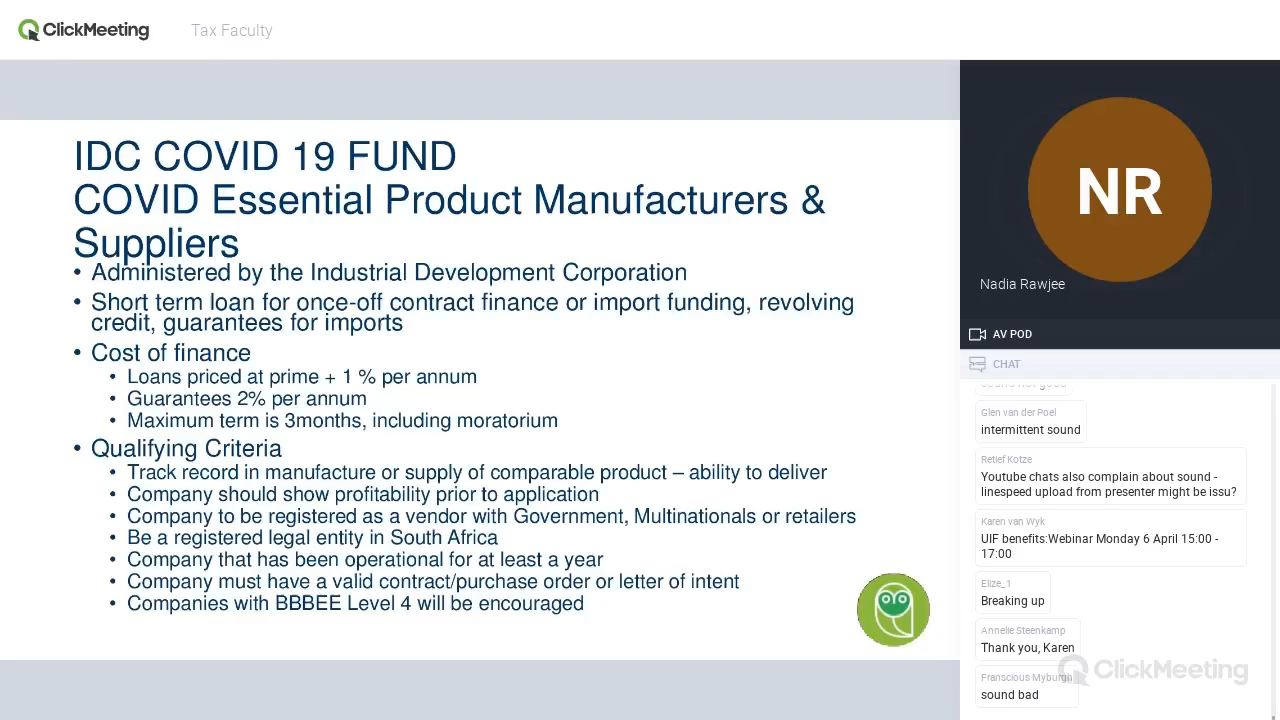 ClickMeeting
Tax Faculty
IDC COVID 19 FUND
COVID Essential Product Manufacturers &
Suppliers
• Administered by the Industrial Development Corporation
• Short term loan for once-off contract finance or import funding, revolving
credit, guarantees for imports
• Cost of finance
• Loans priced at prime + 1 % per annum
• Guarantees 2% per annum
• Maximum term is 3months, including moratorium
• Qualifying Criteria
• Track record in manufacture or supply of comparable product – ability to deliver
• Company should show profitability prior to application
• Company to be registered as a vendor with Government, Multinationals or retailers
• Be a registered legal entity in South Africa
• Company that has been operational for at least a year
• Company must have a valid contract/purchase order or letter of intent
• Companies with BBBEE Level 4 will be encouraged
NR
Nadia Rawjee
AV POD
CHAT
sound not good
Glen van der Poel
intermittent sound
Retief Kotze
Youtube chats also complain about sound -
linespeed upload from presenter might be issu?
Karen van Wyk
UIF benefits:Webinar Monday 6 April 15:00 -
17:00
Elize_1
Breaking up
Annelie Steenkamp
Thank you, Karen
Franscious Myburgh
sound bad
ClickMeeting